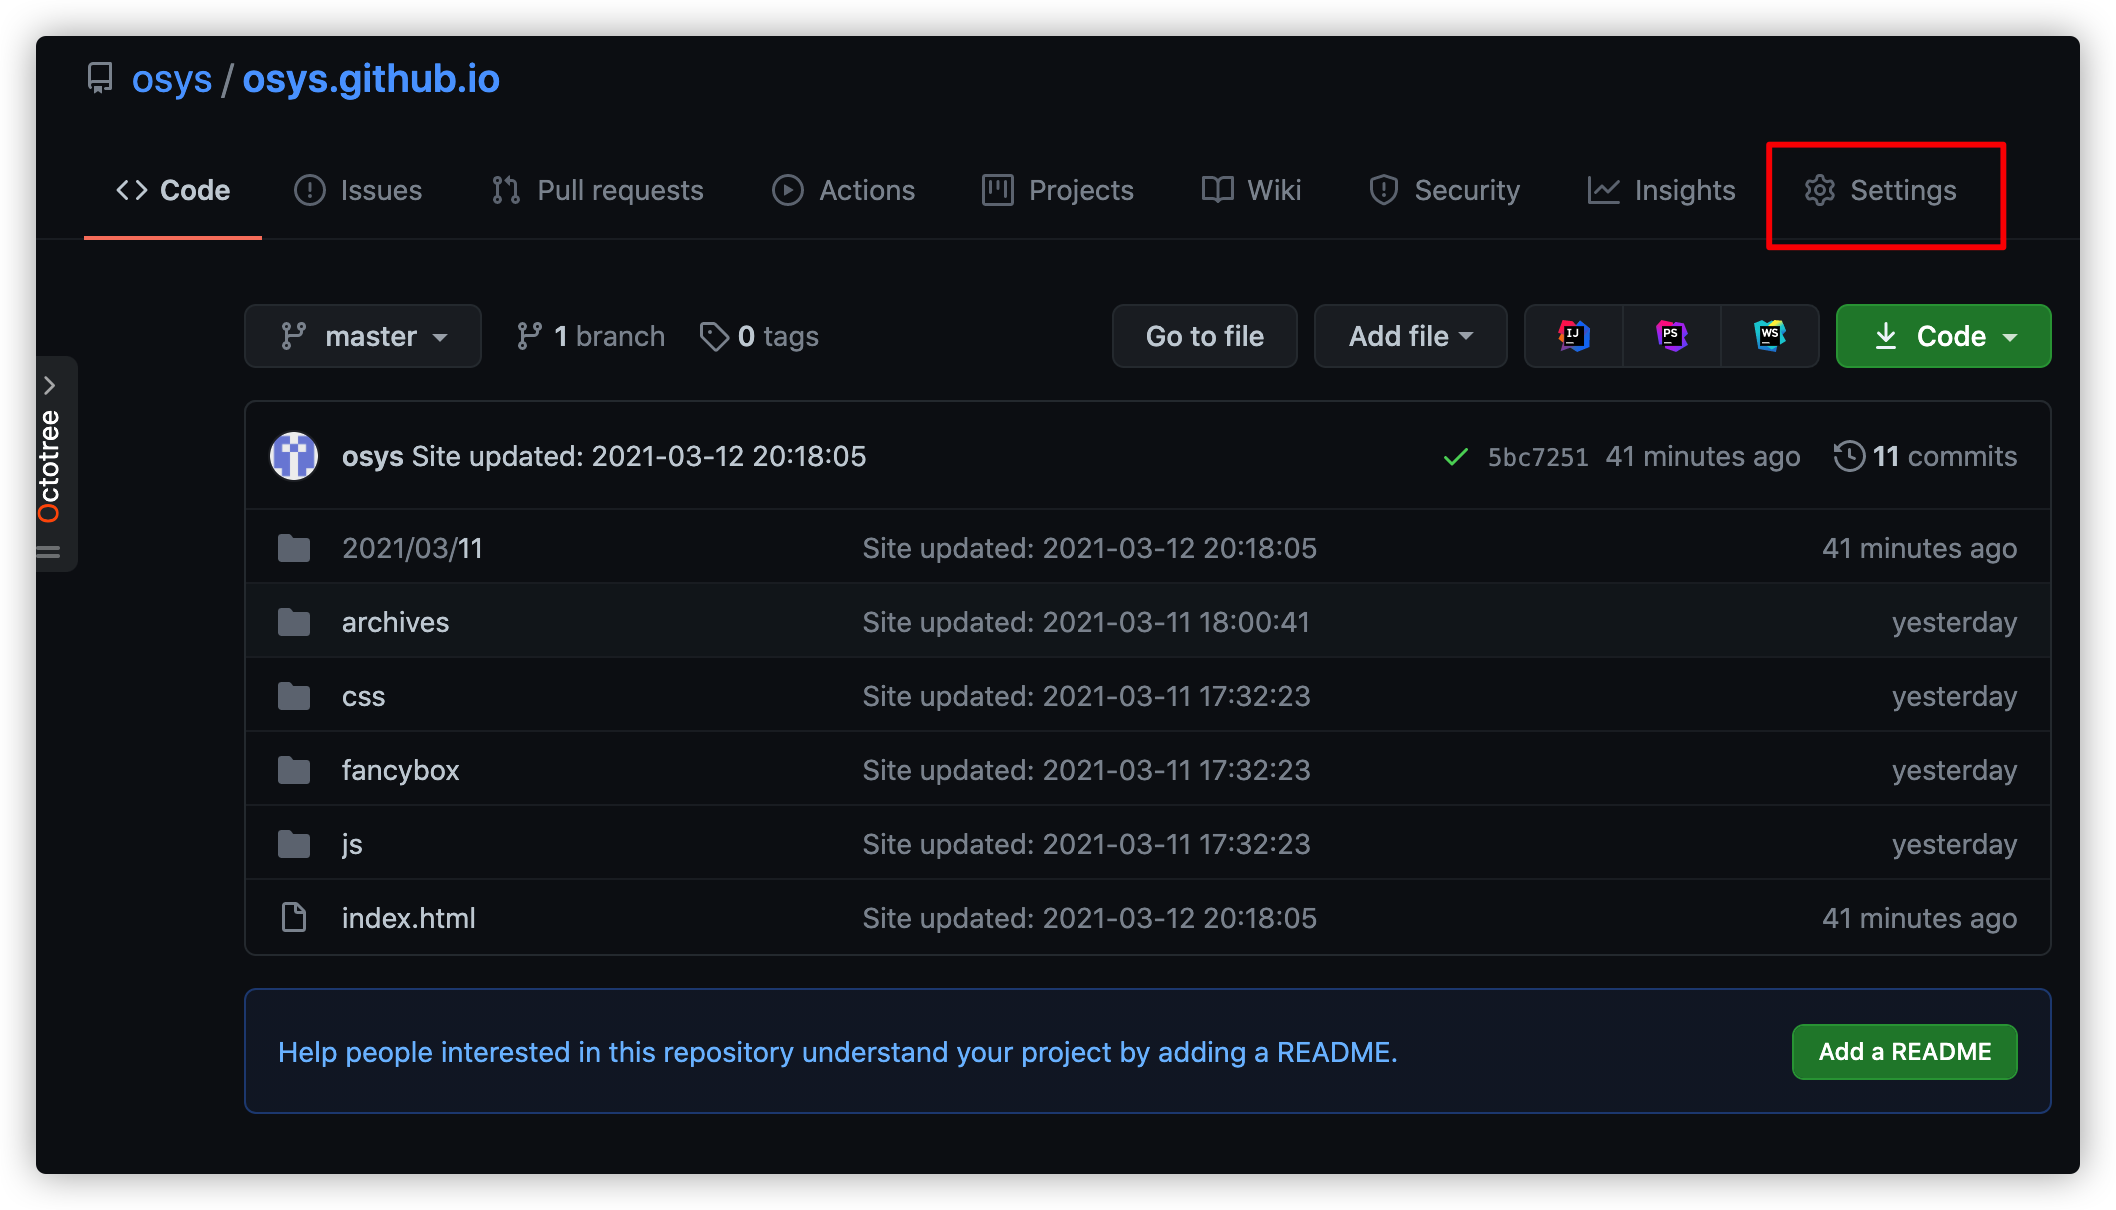 osys / osys.github.io
Code Issues Pull requests Actions Projects Wiki Security Insights Settings
master 1 branch 0 tags Go to file Add file IJ PS WS Code
Octotree
osys Site updated: 2021-03-12 20:18:05 5bc7251 41 minutes ago 11 commits
2021/03/11 Site updated: 2021-03-12 20:18:05 41 minutes ago
archives Site updated: 2021-03-11 18:00:41 yesterday
css Site updated: 2021-03-11 17:32:23 yesterday
fancybox Site updated: 2021-03-11 17:32:23 yesterday
js Site updated: 2021-03-11 17:32:23 yesterday
index.html Site updated: 2021-03-12 20:18:05 41 minutes ago
Help people interested in this repository understand your project by adding a README. Add a README